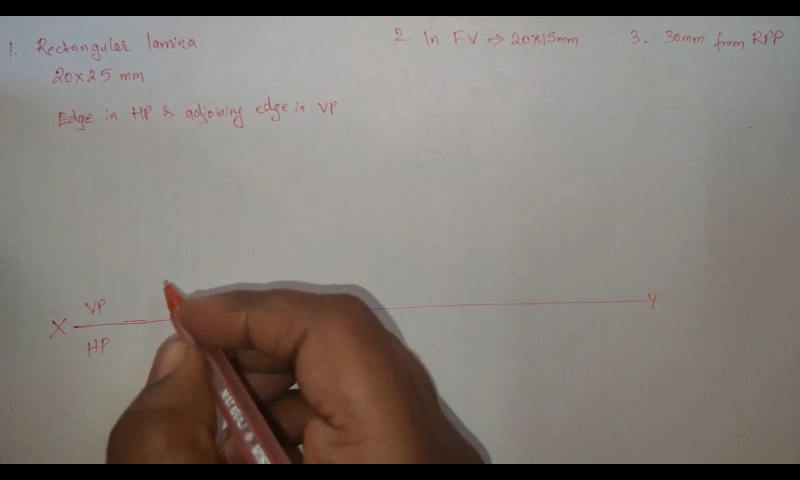 1. Rectangular lamina
20x25 mm
Edge in HP & adjoining edge in VP
2. In FV → 20x15mm
3. 30mm from RPP
VP
X Y
HP